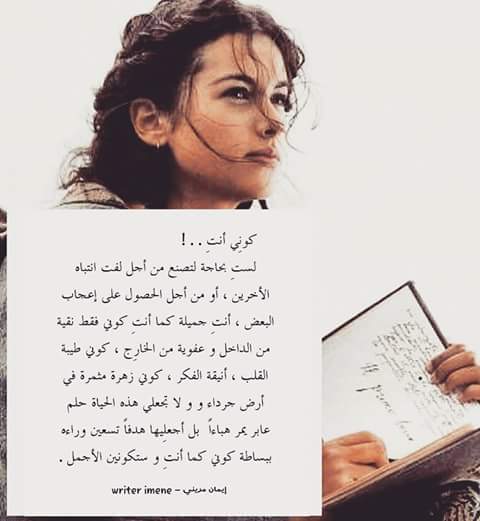 كونِي أنتِ . . !
لستِ بحاجة لتصنع من أجل لفت انتباه
الأخرين ، أو من أجل الحصول على إعجاب
البعض ، أنتِ جميلة كما أنتِ كوني فقط نقية
من الداخل و عفوية من الخارِج ، كوني طيبة
القلب ، أنيقة الفكر ، كوني زهرة مثمرة في
أرض جرداء و و لا تجعلي هذه الحياة حلم
عابر يمر هباءاً بل أجعليها هدفاً تسعين وراءه
ببساطة كوني كما أنتِ و ستكونين الأجمل .
إيمان مديني – writer imene